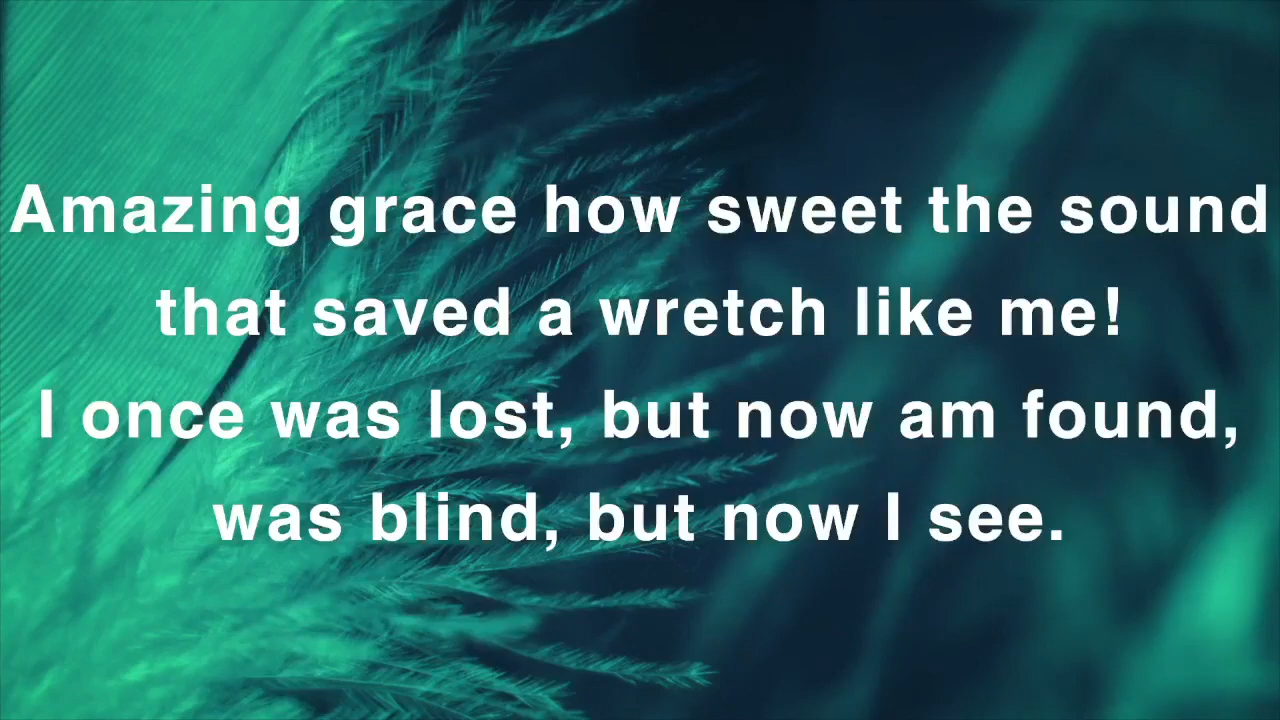 Amazing grace how sweet the sound
that saved a wretch like me!
I once was lost, but now am found,
was blind, but now I see.